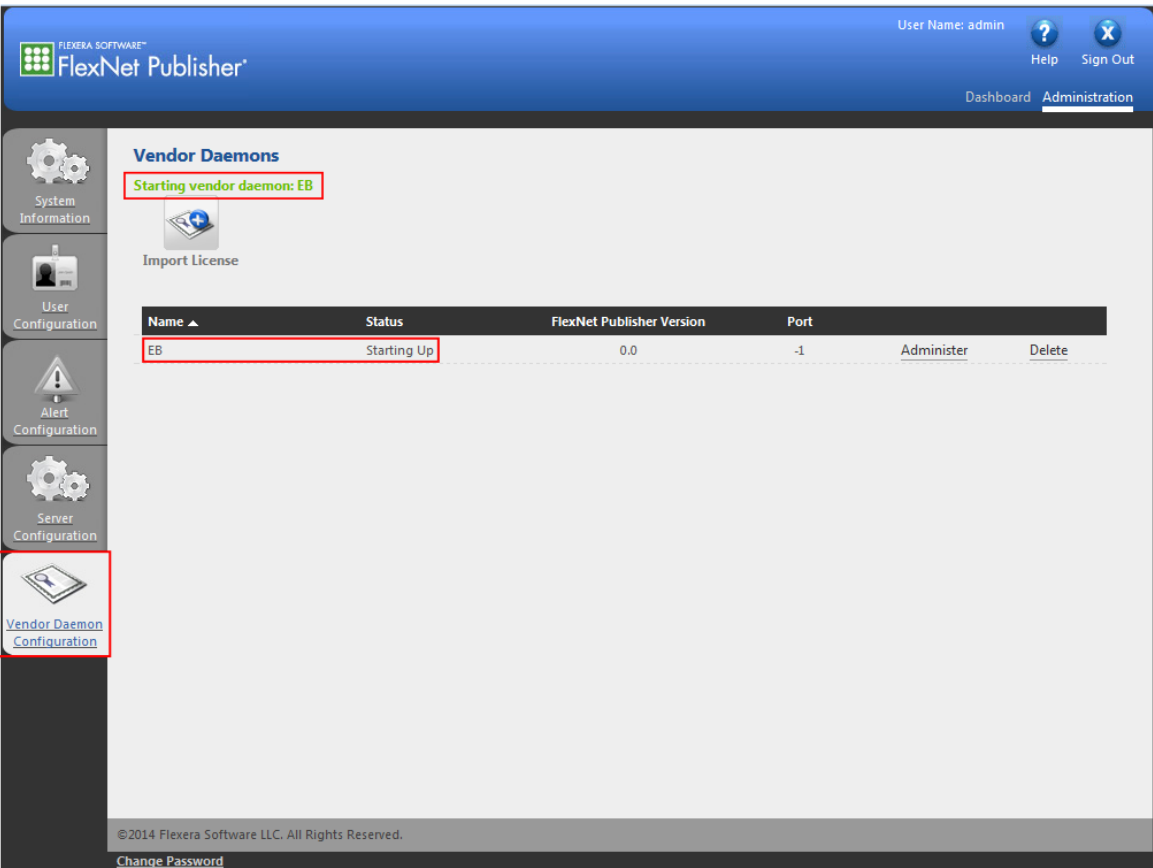 User Name: admin
FLEXERA SOFTWARE™
FlexNet Publisher®
Help
Sign Out
Dashboard
Administration
System
Information
User
Configuration
Alert
Configuration
Server
Configuration
Vendor Daemon
Configuration
Vendor Daemons
Starting vendor daemon: EB
Import License
Name Status FlexNet Publisher Version Port
EB Starting Up 0.0 -1 Administer Delete
©2014 Flexera Software LLC. All Rights Reserved.
Change Password